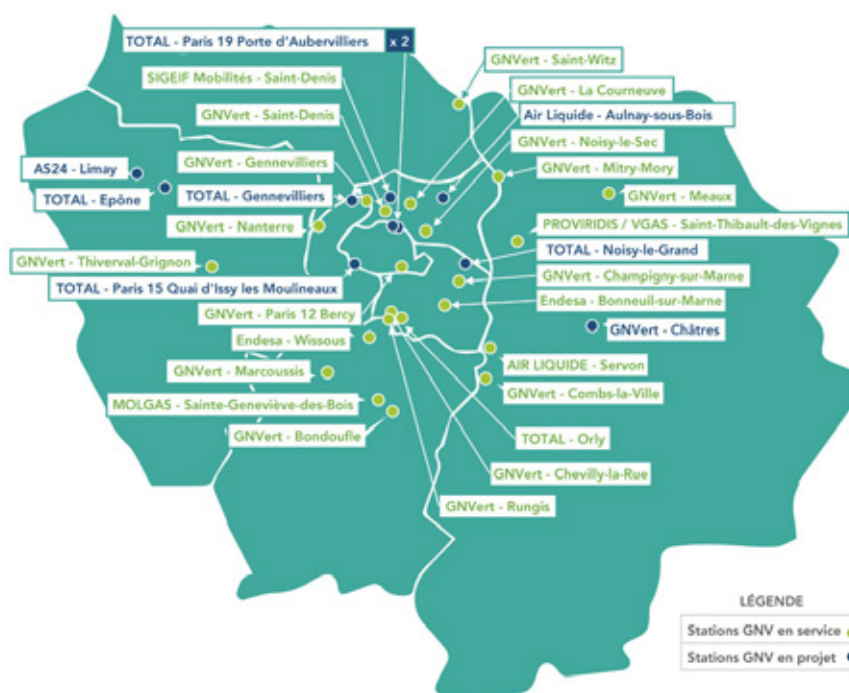 TOTAL - Paris 19 Porte d'Aubervilliers x 2
SIGEIF Mobilités - Saint-Denis
GNVert - Saint-Witz
GNVert - La Courneuve
GNVert - Saint-Denis
Air Liquide - Aulnay-sous-Bois
GNVert - Noisy-le-Sec
GNVert - Gennevilliers
GNVert - Mitry-Mory
AS24 - Limay
TOTAL - Epône
TOTAL - Gennevilliers
GNVert - Meaux
GNVert - Nanterre
PROVIRIDIS / VGAS - Saint-Thibault-des-Vignes
TOTAL - Noisy-le-Grand
GNVert - Thiverval-Grignon
GNVert - Champigny-sur-Marne
TOTAL - Paris 15 Quai d'Issy les Moulineaux
Endesa - Bonneuil-sur-Marne
GNVert - Paris 12 Bercy
GNVert - Châtres
Endesa - Wissous
AIR LIQUIDE - Servon
GNVert - Marcoussis
GNVert - Combs-la-Ville
MOLGAS - Sainte-Geneviève-des-Bois
GNVert - Bondoufle
TOTAL - Orly
GNVert - Chevilly-la-Rue
GNVert - Rungis
LÉGENDE
Stations GNV en service
Stations GNV en projet